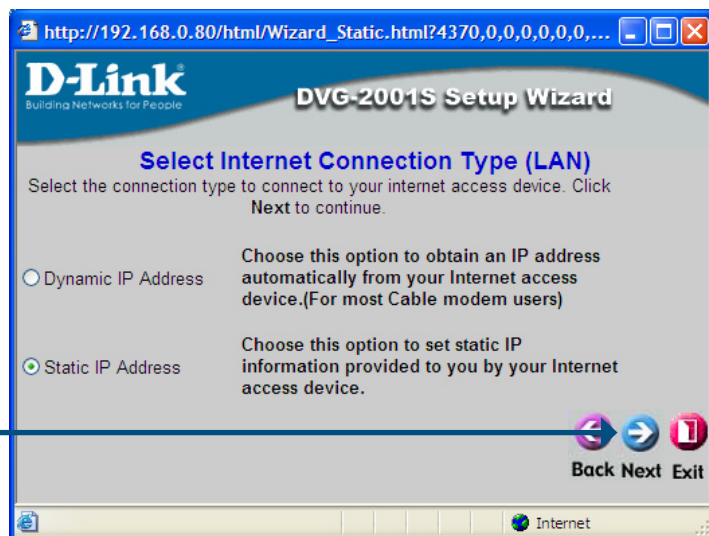 http://192.168.0.80/html/Wizard_Static.html?4370,0,0,0,0,0,0,...
D-Link
Building Networks for People
DVG-2001S Setup Wizard
Select Internet Connection Type (LAN)
Select the connection type to connect to your internet access device. Click
Next to continue.
Dynamic IP Address
Choose this option to obtain an IP address
automatically from your Internet access
device.(For most Cable modem users)
Static IP Address
Choose this option to set static IP
information provided to you by your Internet
access device.
Back Next Exit
Internet